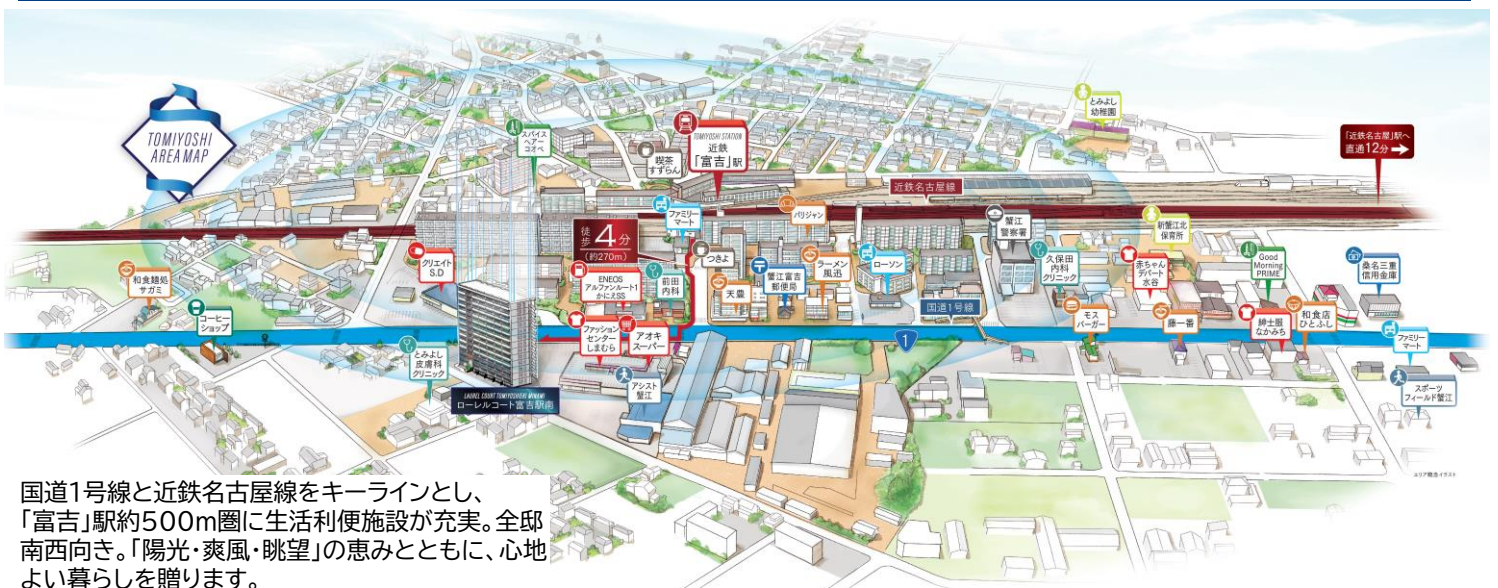 TOMIYOSHI
AREA MAP
スパイス
ヘアー
コオベ
喫茶
すずらん
TOMIYOSHI STATION
近鉄
「富吉」駅
とみよし
幼稚園
「近鉄名古屋」駅へ
直通12分
近鉄名古屋線
徒歩4分
(約270m)
ファミリー
マート
パリジャン
蟹江
警察署
新蟹江北
保育所
和食麺処
サガミ
クリエイト
S.D
ENEOS
アルファンルート1
かにえSS
前田
内科
つきよ
天龍
蟹江富吉
郵便局
ラーメン
風迅
ローソン
久保田
内科
クリニック
赤ちゃん
デパート
水谷
Good
Morning
PRIME
桑名三重
信用金庫
コーヒー
ショップ
ファッション
センター
しまむら
アオキ
スーパー
国道1号線
1
モス
バーガー
藤一番
紳士服
なかみち
和食店
ひとふし
ファミリー
マート
とみよし
皮膚科
クリニック
LAUREL COURT TOMIYOSHIEKI MINAMI
ローレルコート富吉駅南
アシスト
蟹江
スポーツ
フィールド蟹江
エリア概念イラスト
国道1号線と近鉄名古屋線をキーラインとし、
「富吉」駅約500m圏に生活利便施設が充実。全邸
南西向き。「陽光・爽風・眺望」の恵みとともに、心地
よい暮らしを贈ります。